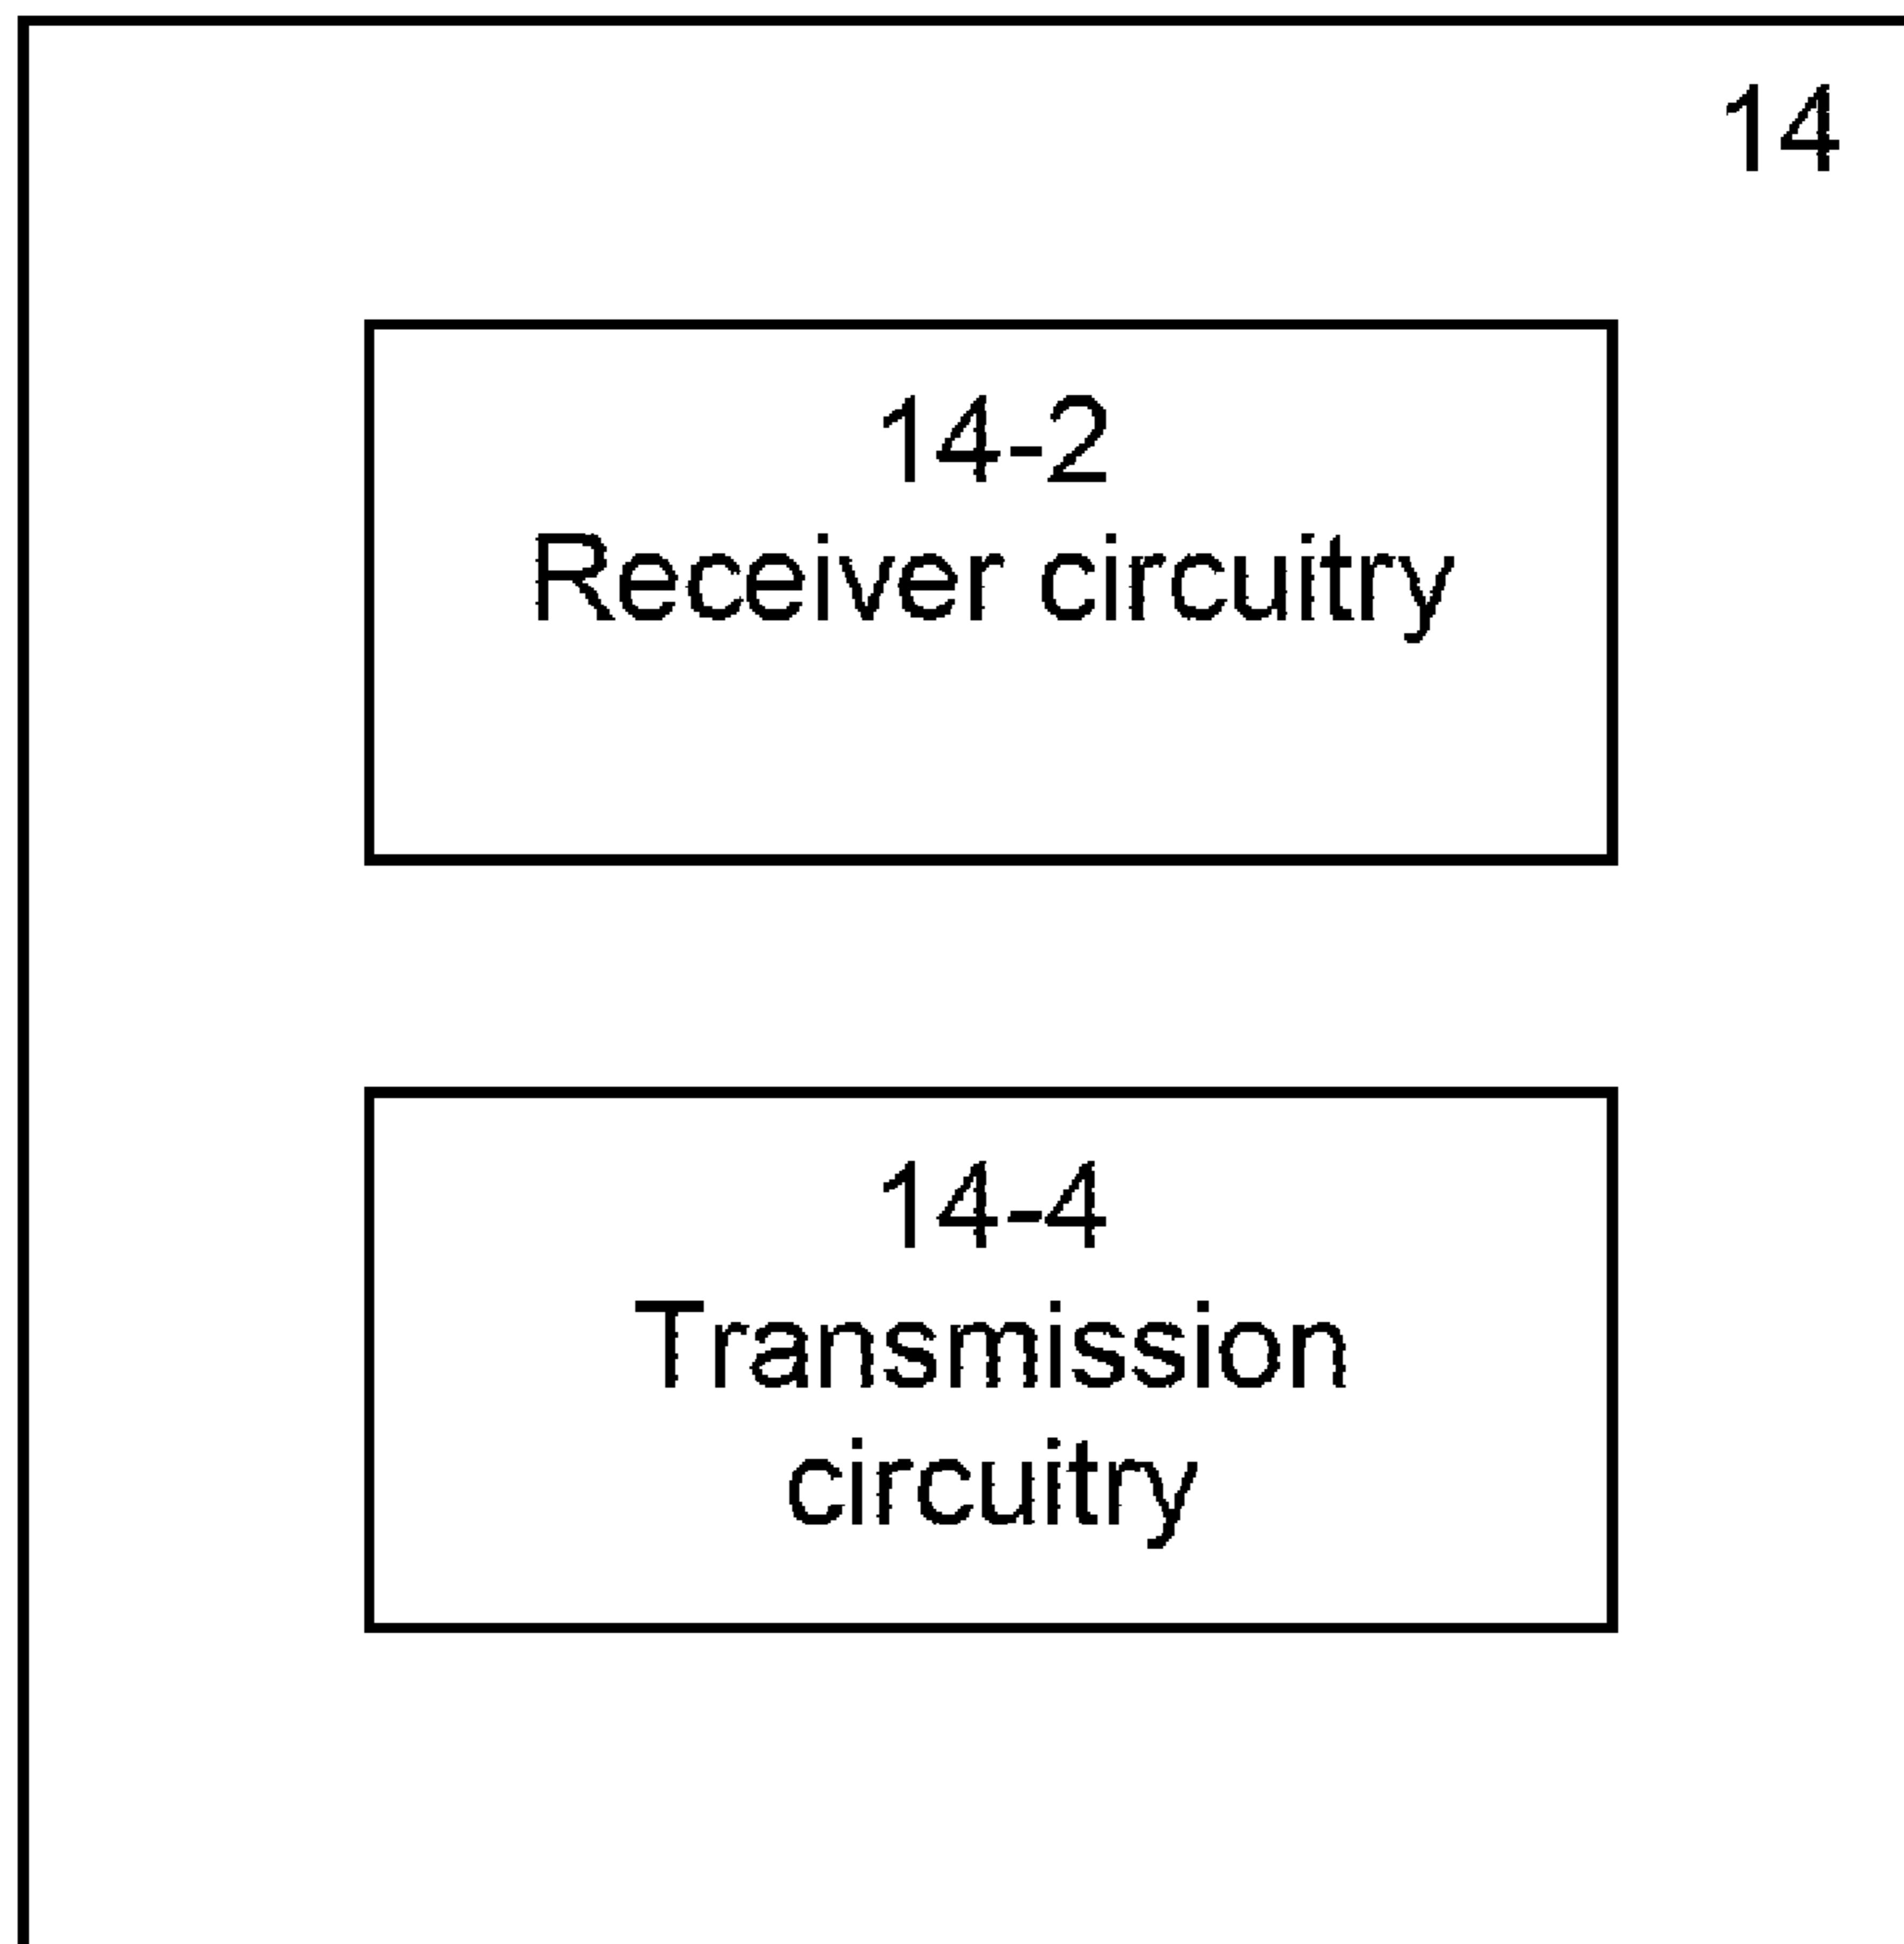 14
14-2
Receiver circuitry
14-4
Transmission
circuitry